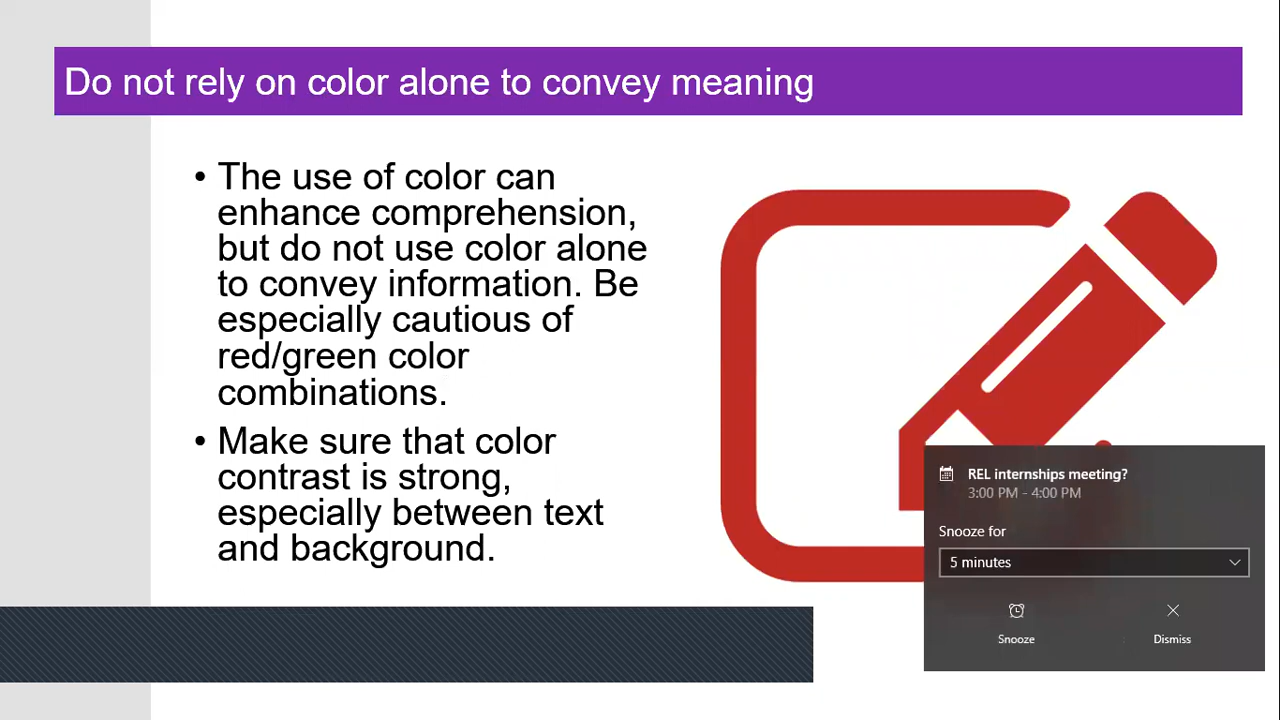 Do not rely on color alone to convey meaning
• The use of color can
enhance comprehension,
but do not use color alone
to convey information. Be
especially cautious of
red/green color
combinations.
• Make sure that color
contrast is strong,
especially between text
and background.
REL internships meeting?
3:00 PM - 4:00 PM
Snooze for
5 minutes
Snooze
Dismiss